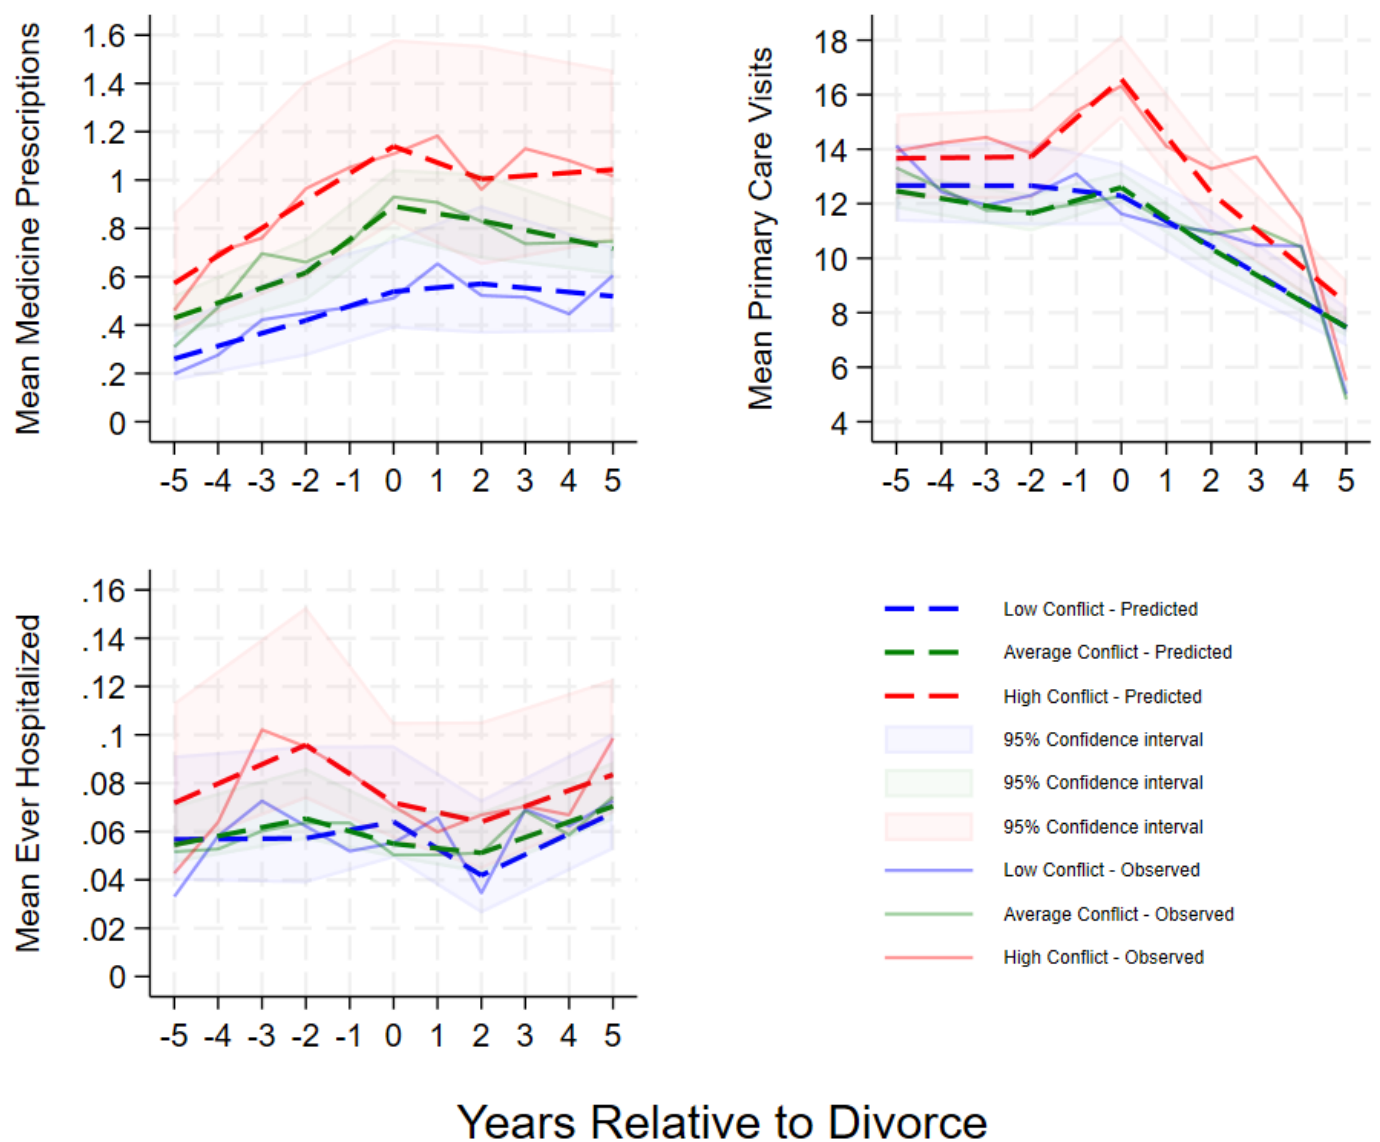 Mean Medicine Prescriptions
1.6
1.4
1.2
1
.8
.6
.4
.2
0
-5 -4 -3 -2 -1 0 1 2 3 4 5
Mean Primary Care Visits
18
16
14
12
10
8
6
4
-5 -4 -3 -2 -1 0 1 2 3 4 5
Mean Ever Hospitalized
.16
.14
.12
.1
.08
.06
.04
.02
0
-5 -4 -3 -2 -1 0 1 2 3 4 5
Low Conflict - Predicted
Average Conflict - Predicted
High Conflict - Predicted
95% Confidence interval
95% Confidence interval
95% Confidence interval
Low Conflict - Observed
Average Conflict - Observed
High Conflict - Observed
Years Relative to Divorce